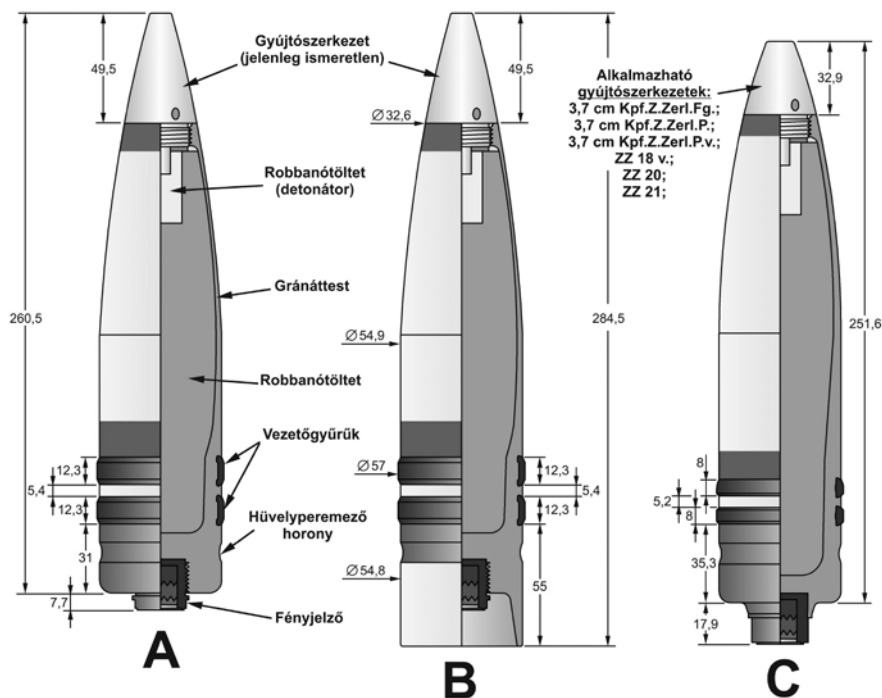 Gyújtószerkezet
(jelenleg ismeretlen)
49,5
49,5
32,9
Alkalmazható
gyújtószerkezetek:
3,7 cm Kpf.Z.Zerl.Fg.;
3,7 cm Kpf.Z.Zerl.P.;
3,7 cm Kpf.Z.Zerl.P.v.;
ZZ 18 v.;
ZZ 20;
ZZ 21;
∅ 32,6
Robbanótöltet
(detonátor)
Gránáttest
260,5
284,5
251,6
∅ 54,9
Robbanótöltet
Vezetőgyűrűk
12,3
5,4
12,3
∅ 57
12,3
5,4
12,3
8
5,2
8
Hüvelyperemező
horony
31
∅ 54,8
55
35,3
7,7
Fényjelző
17,9
A
B
C